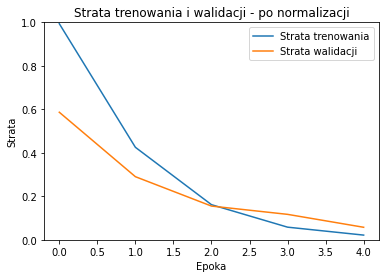 Strata trenowania i walidacji - po normalizacji
Strata trenowania
Strata walidacji
Strata
1.0
0.8
0.6
0.4
0.2
0.0
0.0 0.5 1.0 1.5 2.0 2.5 3.0 3.5 4.0
Epoka